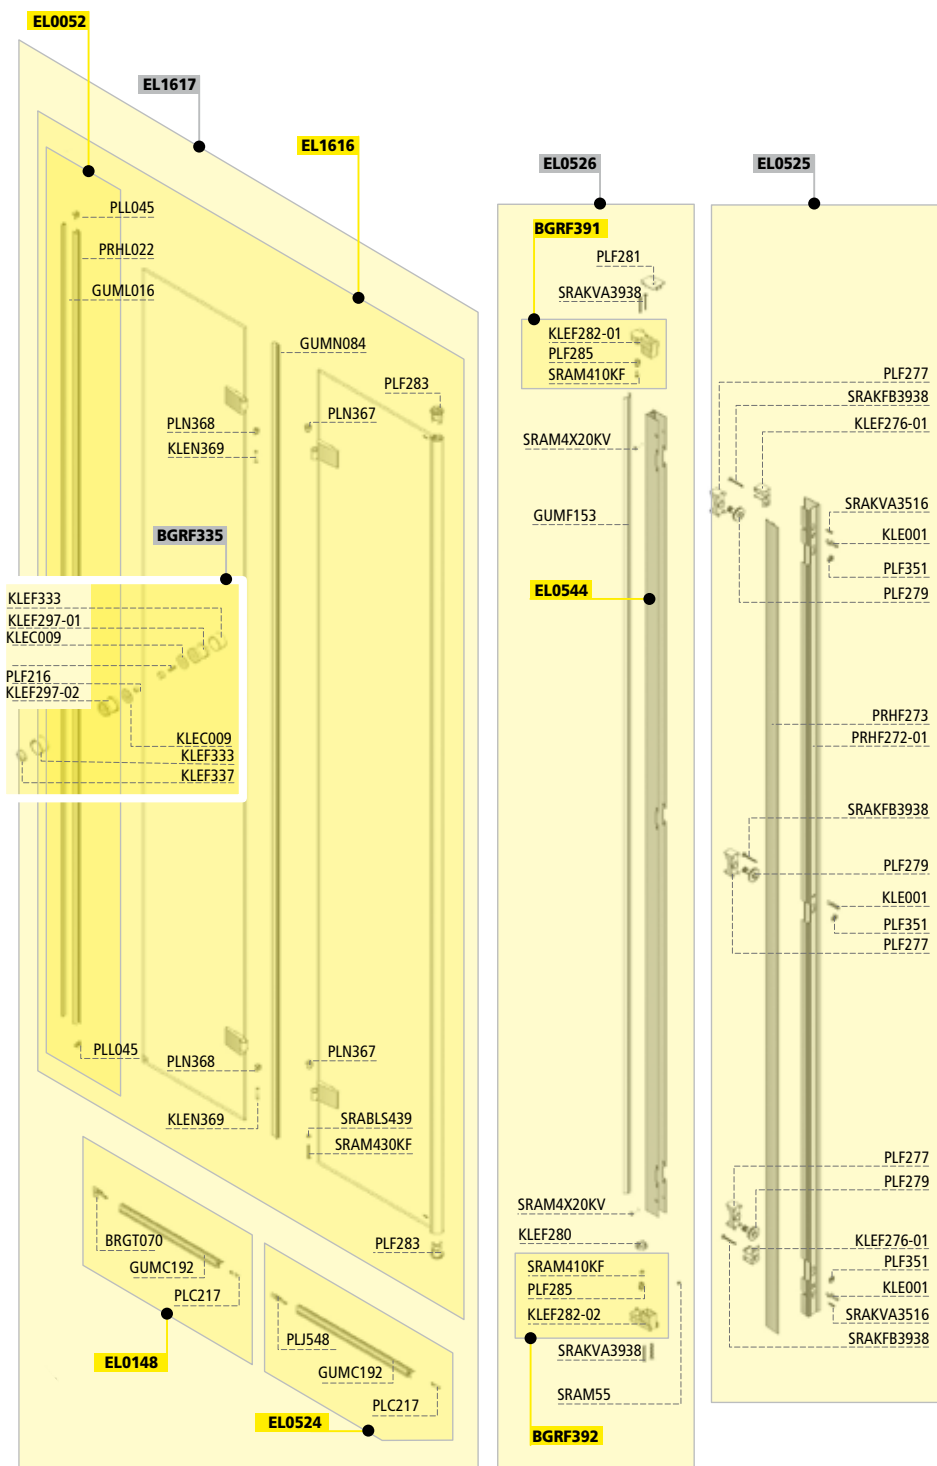 EL0052
EL1617
EL1616
PLL045
PRHL022
GUML016
GUMN084
PLF283
PLN368
PLN367
KLEN369
BGRF335
KLEF333
KLEF297-01
KLEC009
PLF216
KLEF297-02
KLEC009
KLEF333
KLEF337
PLL045
PLN368
PLN367
KLEN369
SRABLS439
SRAM430KF
PLF283
BRGT070
GUMC192
PLC217
EL0148
PLJ548
GUMC192
PLC217
EL0524
EL0526
BGRF391
PLF281
SRAKVA3938
KLEF282-01
PLF285
SRAM410KF
SRAM4X20KV
GUMF153
EL0544
SRAM4X20KV
KLEF280
SRAM410KF
PLF285
KLEF282-02
SRAKVA3938
SRAM55
BGRF392
EL0525
PLF277
SRAKFB3938
KLEF276-01
SRAKVA3516
KLE001
PLF351
PLF279
PRHF273
PRHF272-01
SRAKFB3938
PLF279
KLE001
PLF351
PLF277
PLF277
PLF279
KLEF276-01
PLF351
KLE001
SRAKVA3516
SRAKFB3938